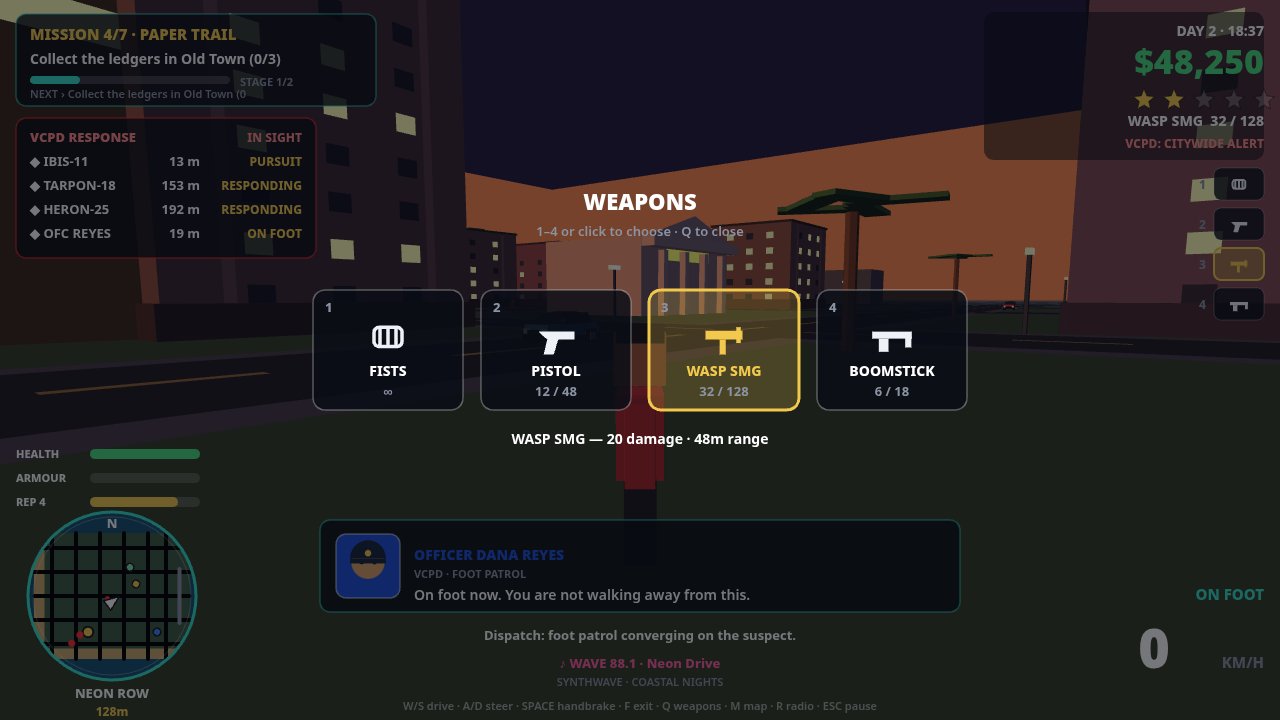 MISSION 4/7 · PAPER TRAIL
Collect the ledgers in Old Town (0/3)
STAGE 1/2
NEXT › Collect the ledgers in Old Town (0
VCPD RESPONSE IN SIGHT
◆ IBIS-11 13 m PURSUIT
◆ TARPON-18 153 m RESPONDING
◆ HERON-25 192 m RESPONDING
◆ OFC REYES 19 m ON FOOT
DAY 2 · 18:37
$48,250
WASP SMG 32 / 128
VCPD: CITYWIDE ALERT
1
2
3
4
WEAPONS
1–4 or click to choose · Q to close
1
FISTS
∞
2
PISTOL
12 / 48
3
WASP SMG
32 / 128
4
BOOMSTICK
6 / 18
WASP SMG — 20 damage · 48m range
HEALTH
ARMOUR
REP 4
N
NEON ROW
128m
OFFICER DANA REYES
VCPD · FOOT PATROL
On foot now. You are not walking away from this.
Dispatch: foot patrol converging on the suspect.
♪ WAVE 88.1 · Neon Drive
SYNTHWAVE · COASTAL NIGHTS
W/S drive · A/D steer · SPACE handbrake · F exit · Q weapons · M map · R radio · ESC pause
ON FOOT
0 KM/H